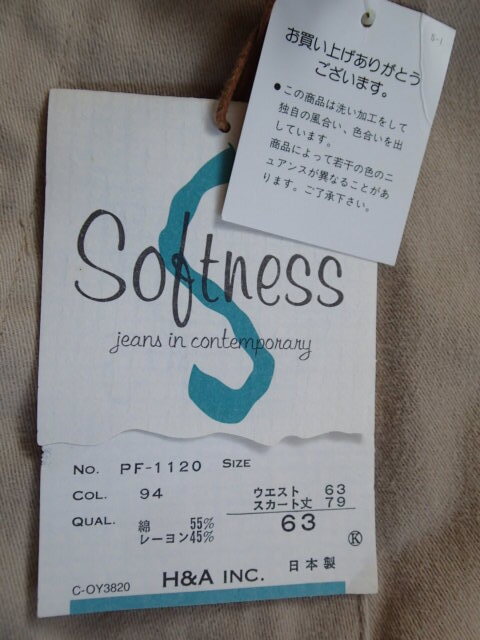 S-1
お買い上げありがとう
ございます。
●この商品は洗い加工をして
独自の風合い、色合いを出
しています。
商品によって若干の色のニ
ュアンスが異なることがあ
ります。ご了承下さい。
S
Softness
jeans in contemporary
No. PF-1120 SIZE
COL. 94 ウエスト 63
スカート丈 79
QUAL. 綿 55% 63
レーヨン45%
K
H&A INC. 日本製
C-OY3820